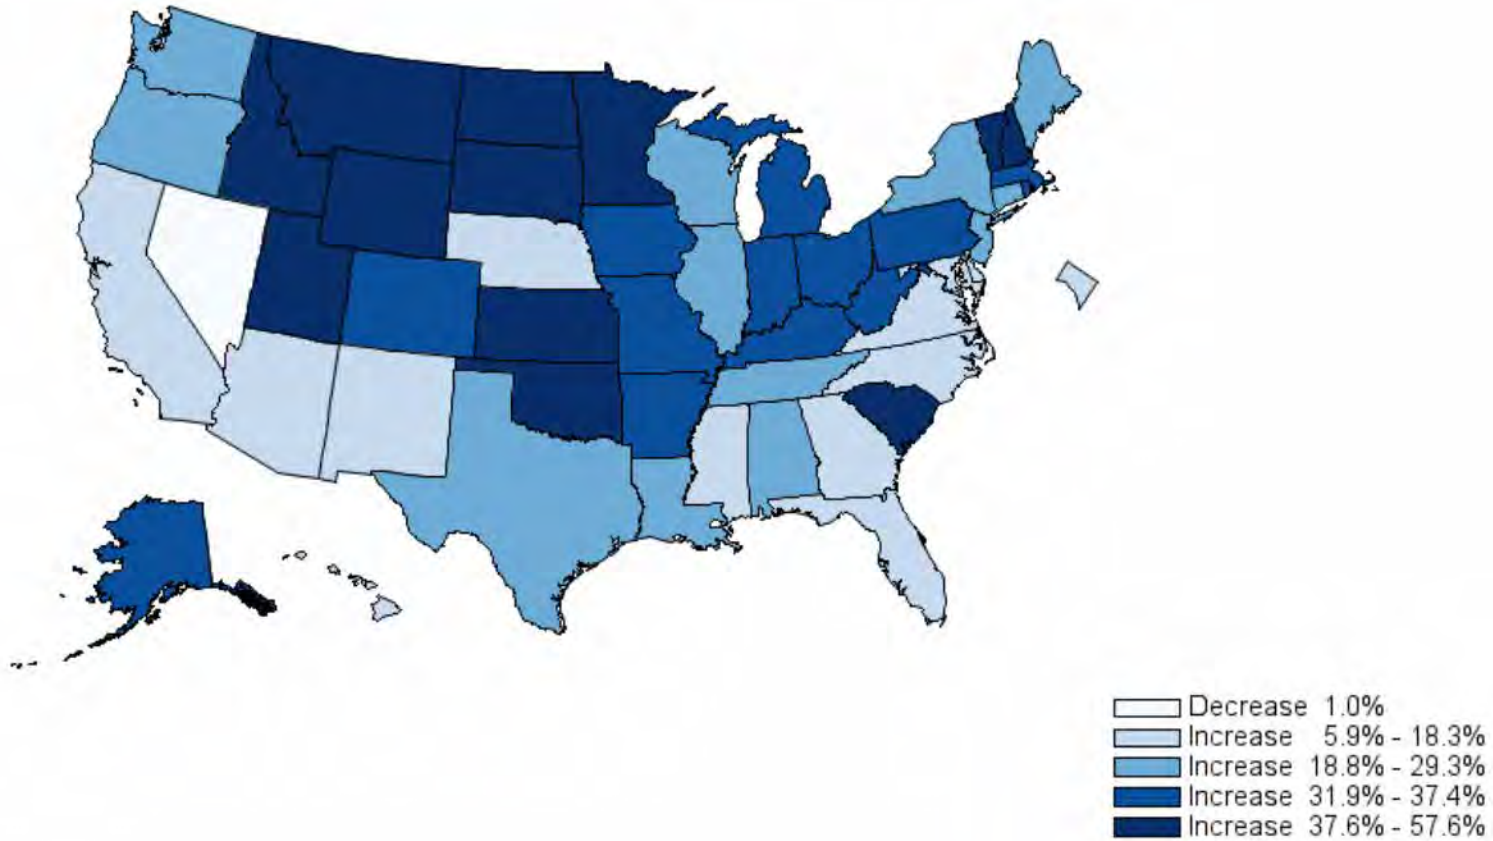 Decrease 1.0%
Increase 5.9% - 18.3%
Increase 18.8% - 29.3%
Increase 31.9% - 37.4%
Increase 37.6% - 57.6%